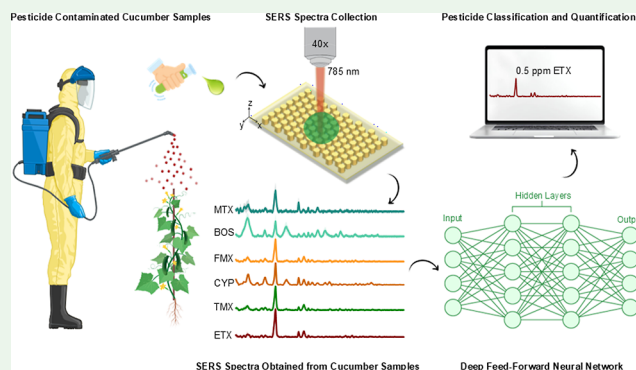 Pesticide Contaminated Cucumber Samples
SERS Spectra Collection
Pesticide Classification and Quantification
40x
785 nm
z
y
x
0.5 ppm ETX
MTX
BOS
FMX
CYP
TMX
ETX
Hidden Layers
Input
Outp
SERS Spectra Obtained from Cucumber Samples
Deep Feed-Forward Neural Network